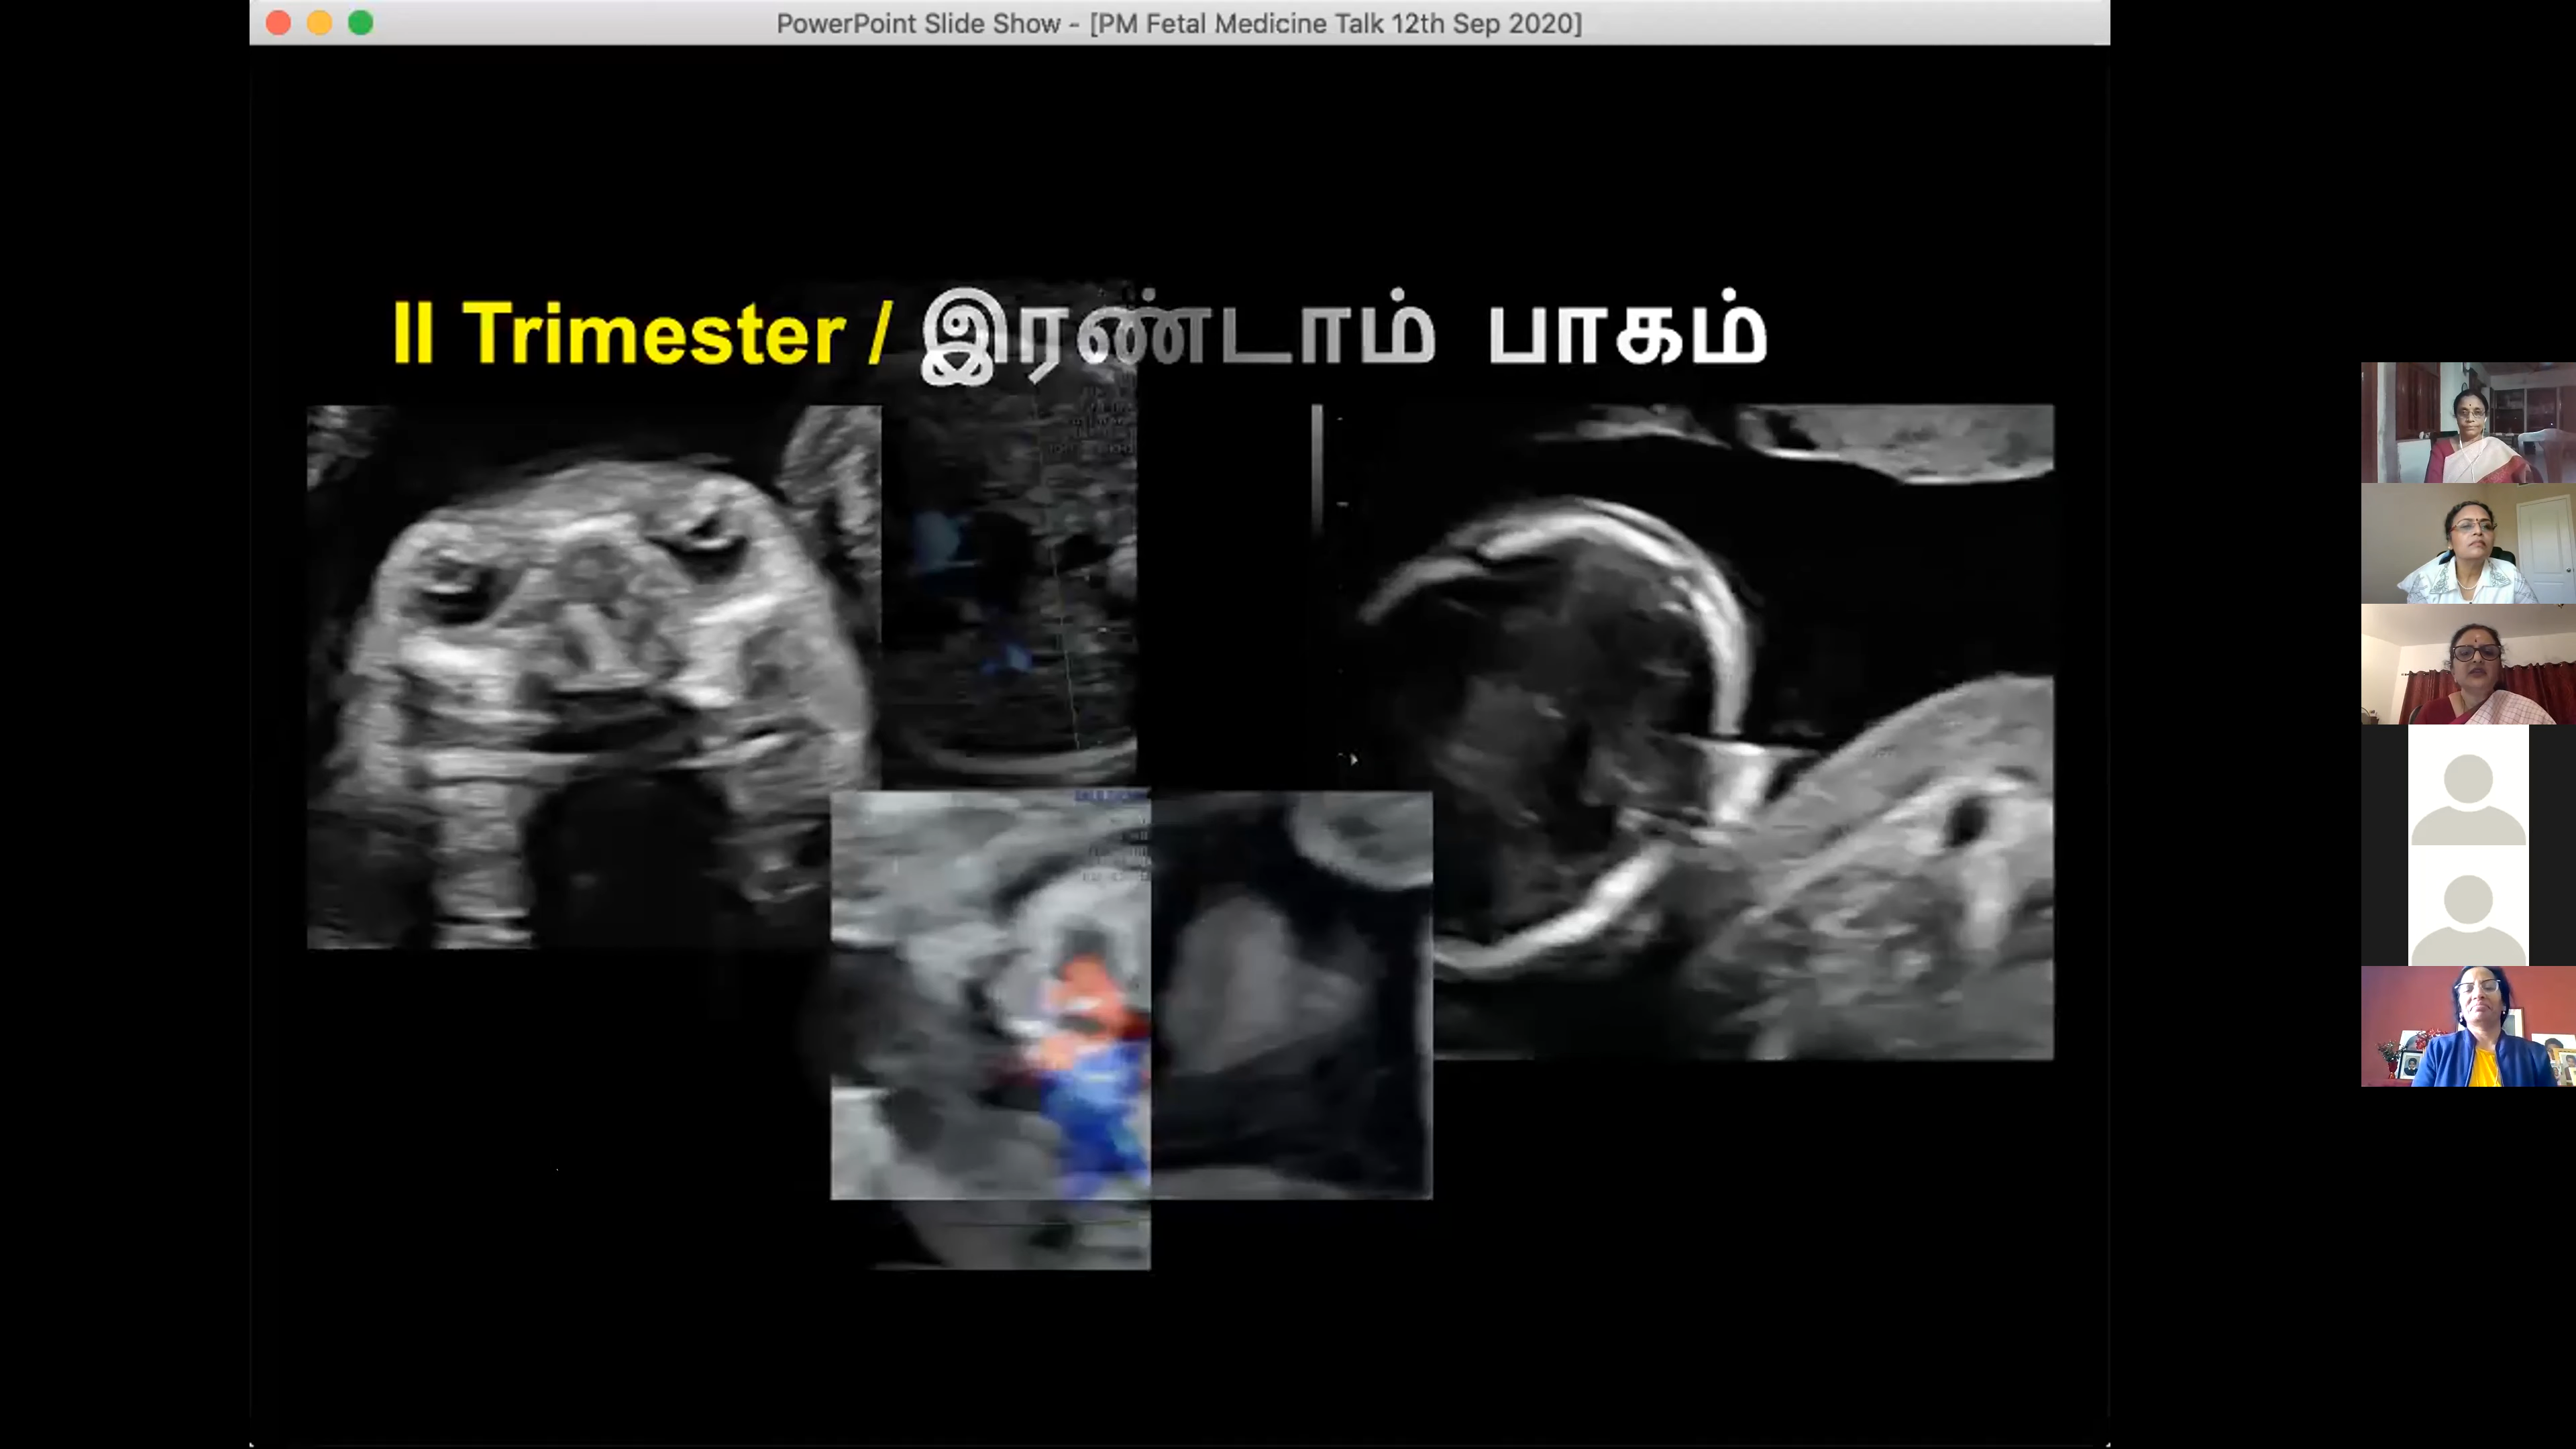 PowerPoint Slide Show - [PM Fetal Medicine Talk 12th Sep 2020]
II Trimester / இரண்டாம் பாகம்